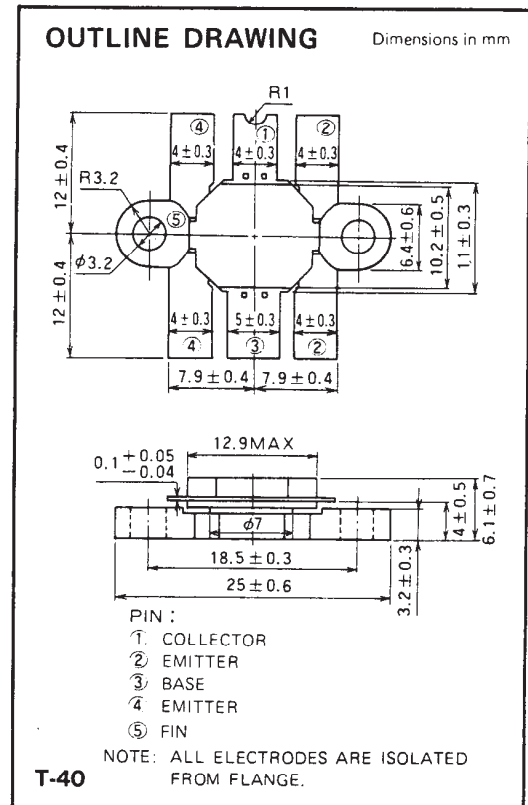 OUTLINE DRAWING Dimensions in mm
R1
④ ① ②
4±0.3 4±0.3 4±0.3
12±0.4
R3.2
⑤
φ3.2
12±0.4
6.4±0.6
10.2±0.5
1.1±0.3
4±0.3 5±0.3 4±0.3
④ ③ ②
7.9±0.4 7.9±0.4
12.9MAX
0.1 +0.05 −0.04
φ7
18.5±0.3
25±0.6
3.2±0.3
4±0.5
6.1±0.7
PIN :
① COLLECTOR
② EMITTER
③ BASE
④ EMITTER
⑤ FIN
NOTE: ALL ELECTRODES ARE ISOLATED
T-40 FROM FLANGE.